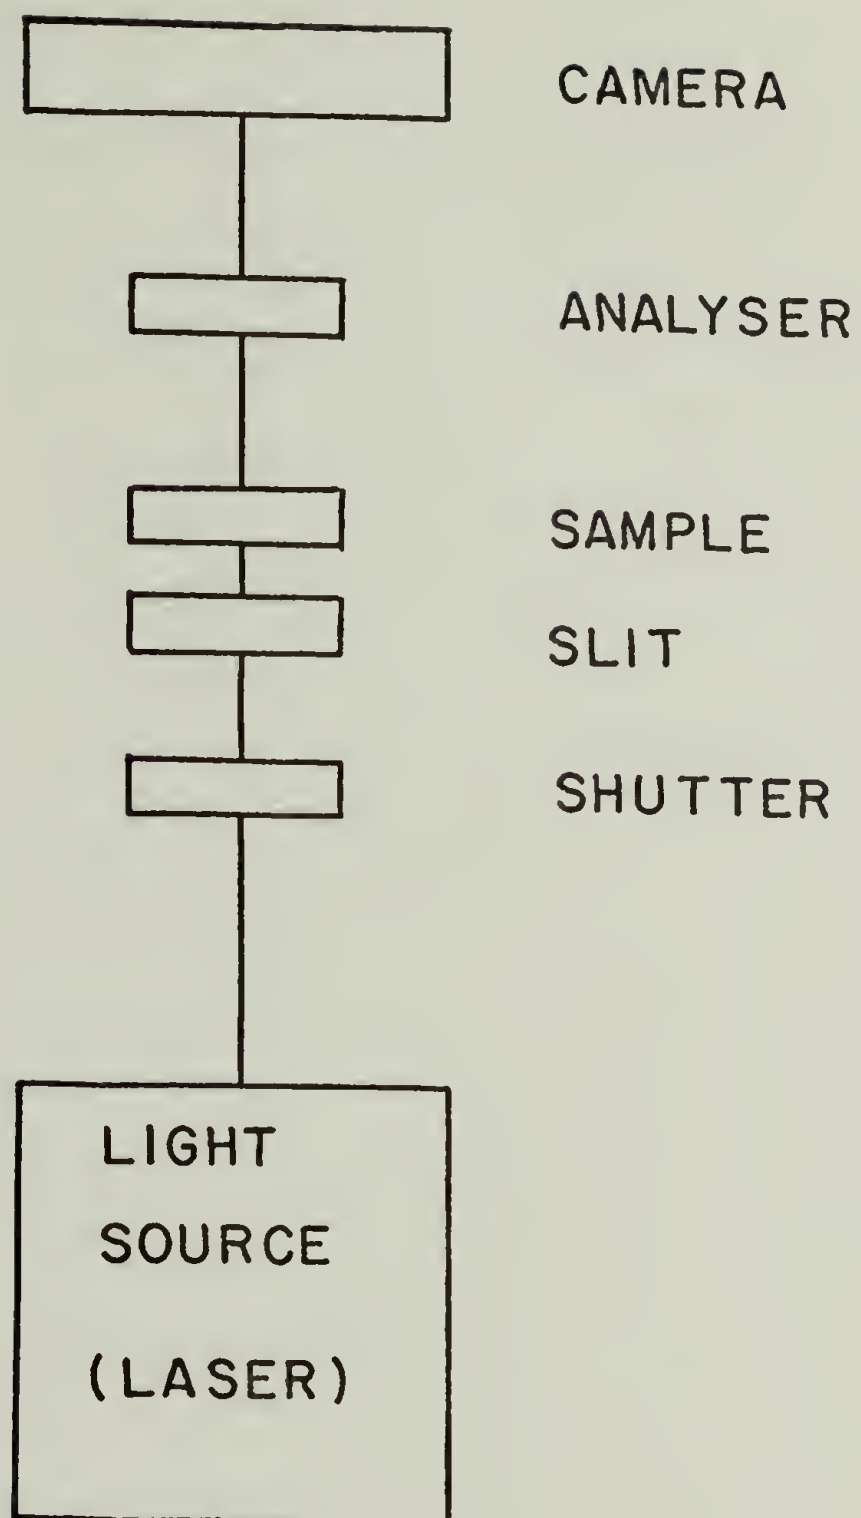 CAMERA
ANALYSER
SAMPLE
SLIT
SHUTTER
LIGHT
SOURCE
(LASER)